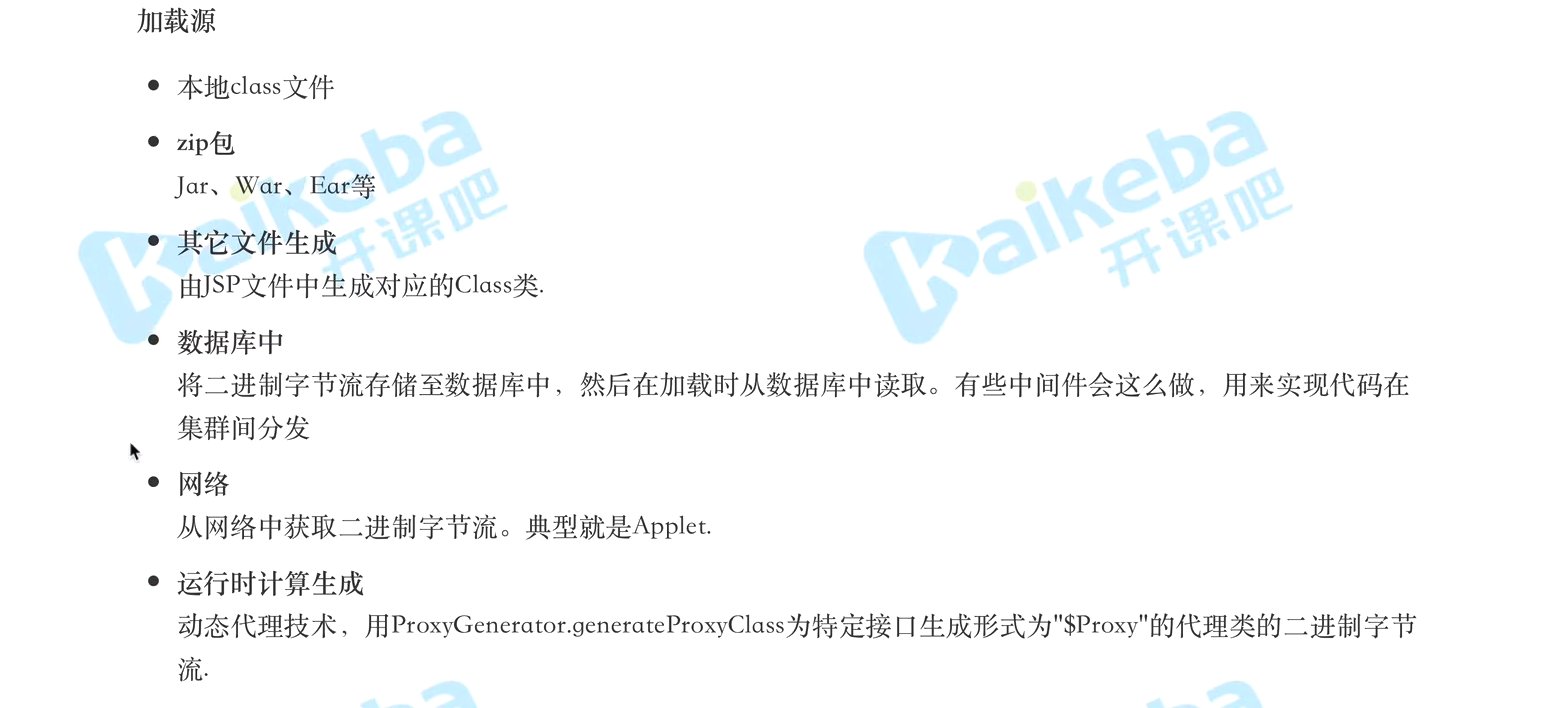 加载源
本地class文件
zip包
Jar、War、Ear等
其它文件生成
由JSP文件中生成对应的Class类.
数据库中
将二进制字节流存储至数据库中，然后在加载时从数据库中读取。有些中间件会这么做，用来实现代码在
集群间分发
网络
从网络中获取二进制字节流。典型就是Applet.
运行时计算生成
动态代理技术，用ProxyGenerator.generateProxyClass为特定接口生成形式为"$Proxy"的代理类的二进制字节
流.
Kaikeba
开课吧
Kaikeba
开课吧